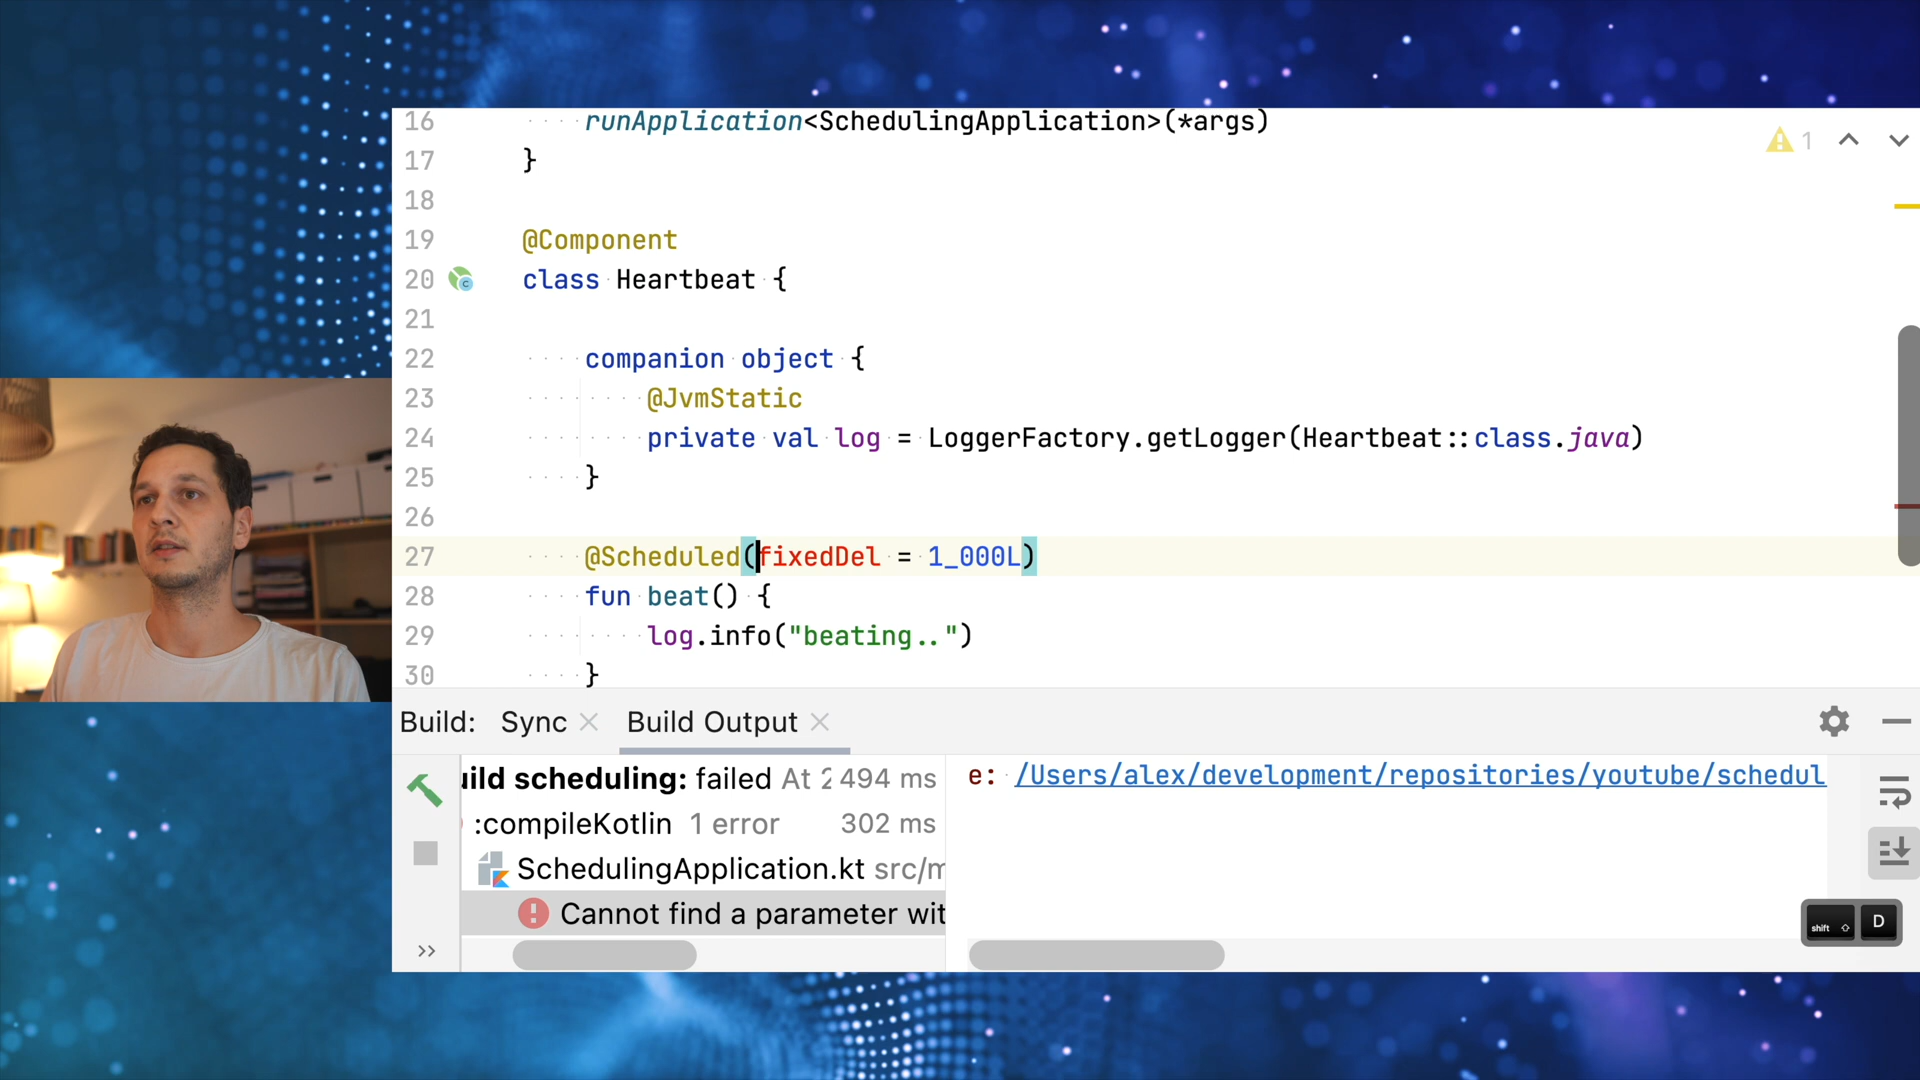 16 runApplication<SchedulingApplication>(*args)
17 }
18
19 @Component
20 class Heartbeat {
21
22 companion object {
23 @JvmStatic
24 private val log = LoggerFactory.getLogger(Heartbeat::class.java)
25 }
26
27 @Scheduled(fixedDel = 1_000L)
28 fun beat() {
29 log.info("beating..")
30 }
1
Build: Sync Build Output
uild scheduling: failed At 2 494 ms
:compileKotlin 1 error 302 ms
SchedulingApplication.kt src/m
Cannot find a parameter wit
e: /Users/alex/development/repositories/youtube/schedul
shift D